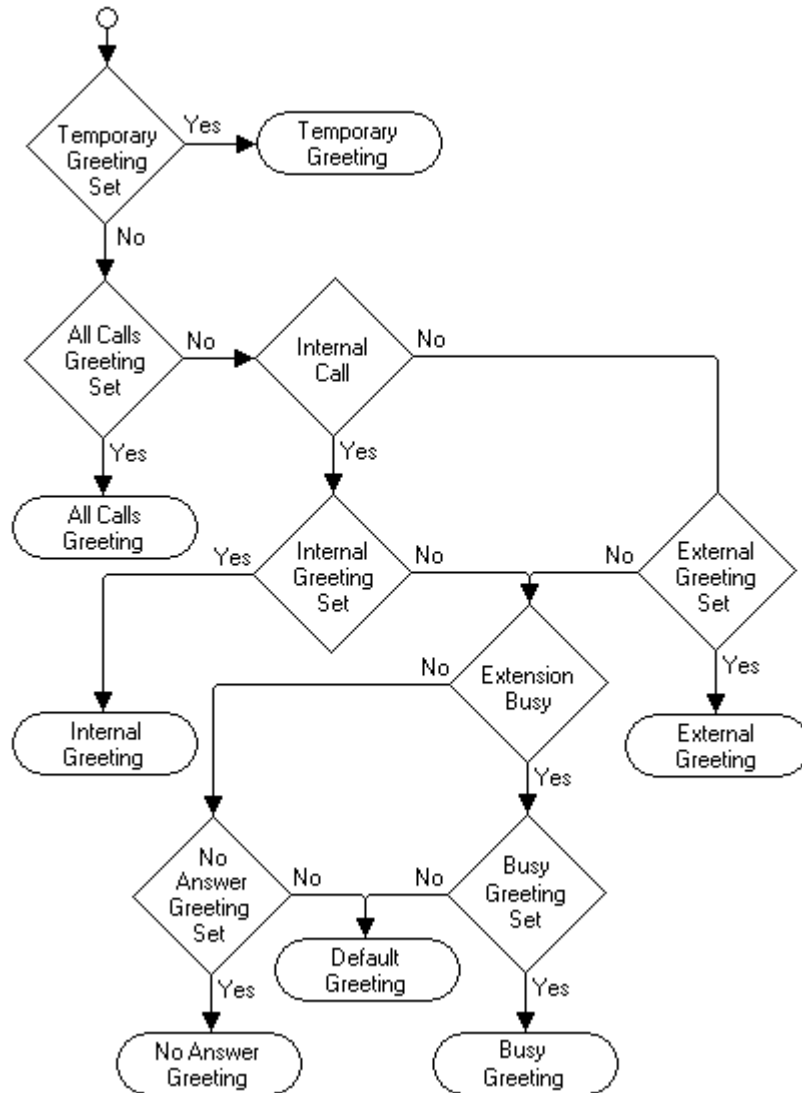 Temporary
Greeting
Set
Yes
Temporary
Greeting
No
All Calls
Greeting
Set
No
Internal
Call
No
Yes
All Calls
Greeting
Yes
Internal
Greeting
Set
Yes
No
No
External
Greeting
Set
Yes
Internal
Greeting
No
Extension
Busy
External
Greeting
Yes
No
Answer
Greeting
Set
No
No
Busy
Greeting
Set
Default
Greeting
Yes
Yes
No Answer
Greeting
Busy
Greeting